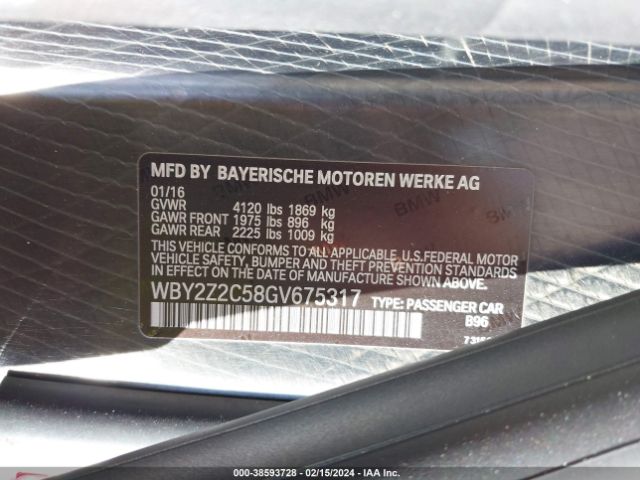 MFD BY BAYERISCHE MOTOREN WERKE AG
01/16
GVWR 4120 lbs 1869 kg
GAWR FRONT 1975 lbs 896 kg
GAWR REAR 2225 lbs 1009 kg
THIS VEHICLE CONFORMS TO ALL APPLICABLE U.S.FEDERAL MOTOR
VEHICLE SAFETY, BUMPER AND THEFT PREVENTION STANDARDS
IN EFFECT ON THE DATE OF MANUFACTURE SHOWN ABOVE.
WBY2Z2C58GV675317 TYPE: PASSENGER CAR
B96
000-38593728 - 02/15/2024 - IAA Inc.